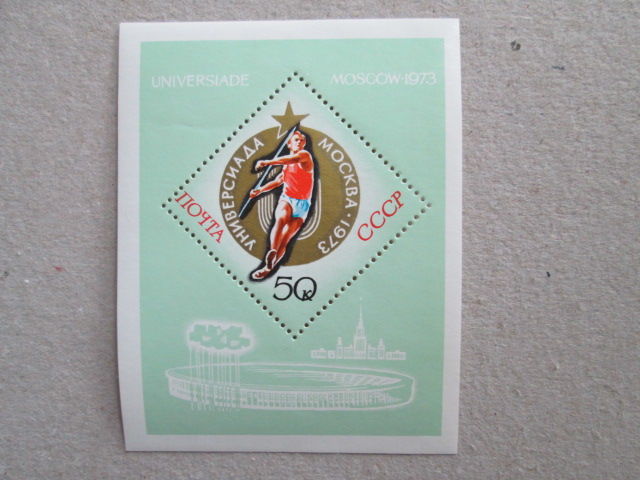 UNIVERSIADE MOSCOW·1973
УНИВЕРСИАДА МОСКВА·1973
ПОЧТА СССР
50К